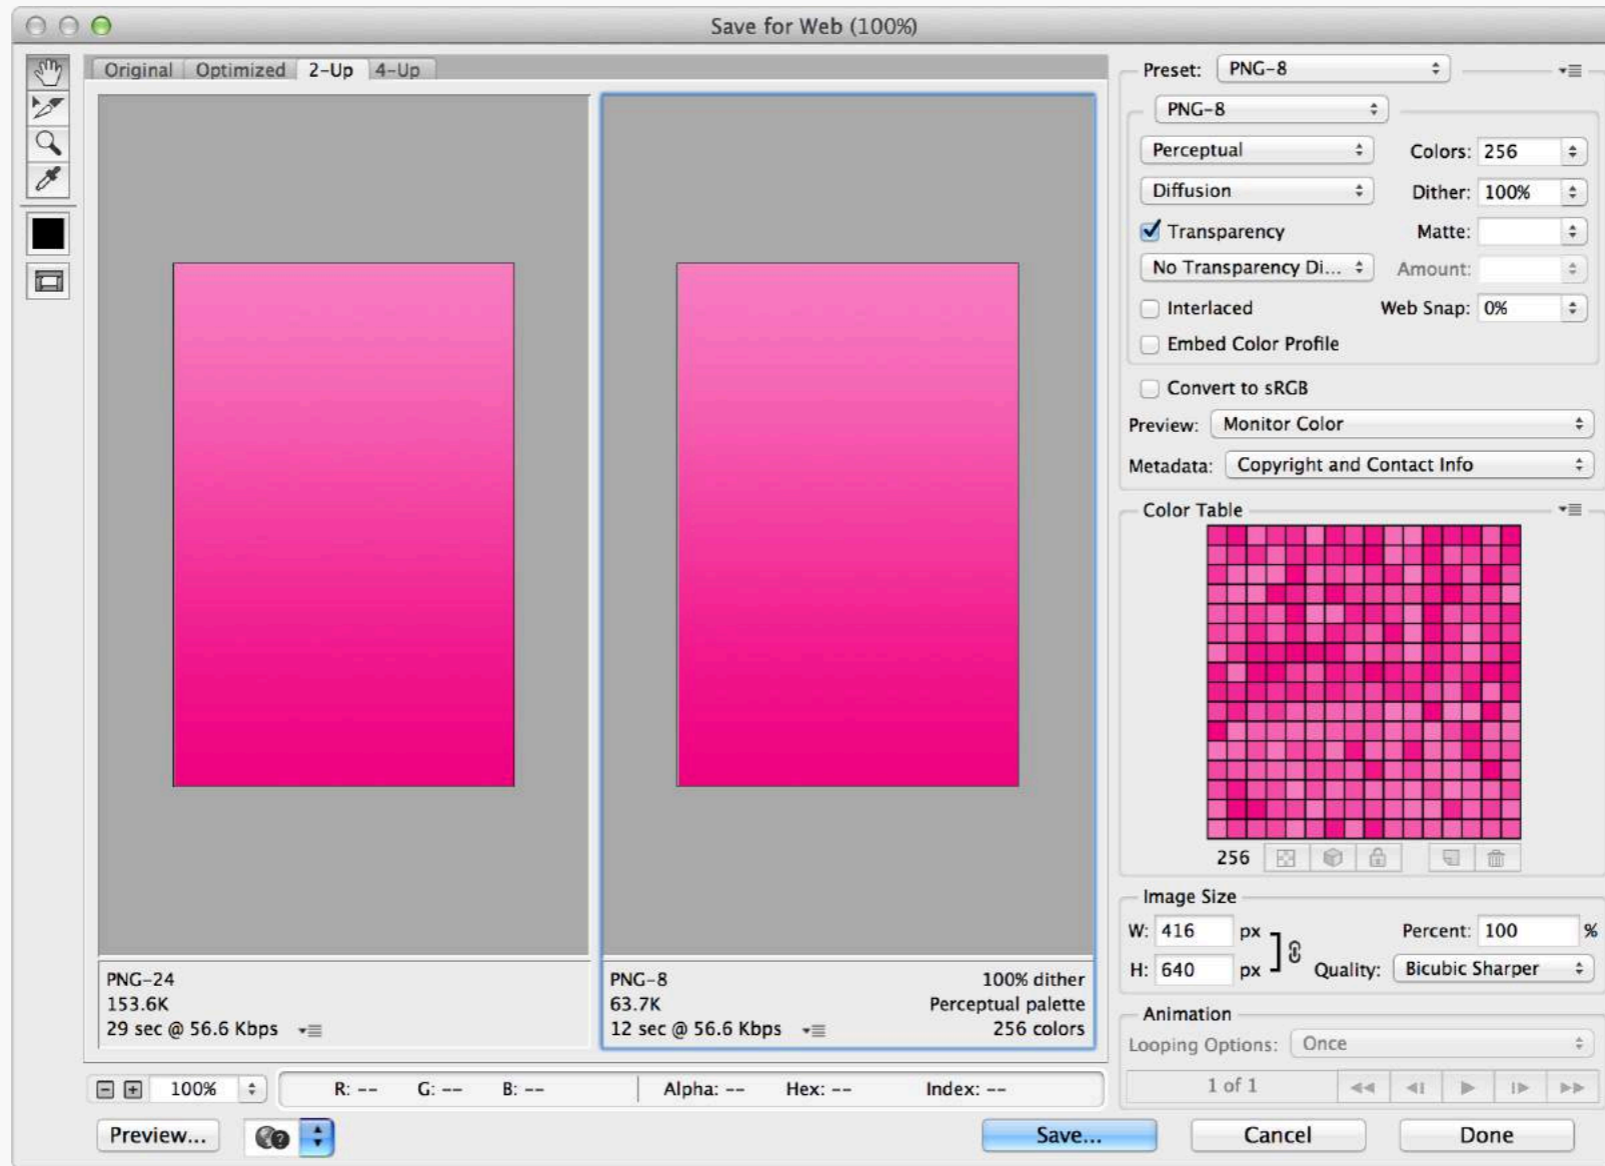 Save for Web (100%)
Original Optimized 2-Up 4-Up
PNG-24
153.6K
29 sec @ 56.6 Kbps
PNG-8 100% dither
63.7K Perceptual palette
12 sec @ 56.6 Kbps 256 colors
100% R: -- G: -- B: -- Alpha: -- Hex: -- Index: --
Preview... Save... Cancel Done
Preset: PNG-8
PNG-8
Perceptual Colors: 256
Diffusion Dither: 100%
Transparency Matte:
No Transparency Di... Amount:
Interlaced Web Snap: 0%
Embed Color Profile
Convert to sRGB
Preview: Monitor Color
Metadata: Copyright and Contact Info
Color Table
256
Image Size
W: 416 px Percent: 100 %
H: 640 px Quality: Bicubic Sharper
Animation
Looping Options: Once
1 of 1